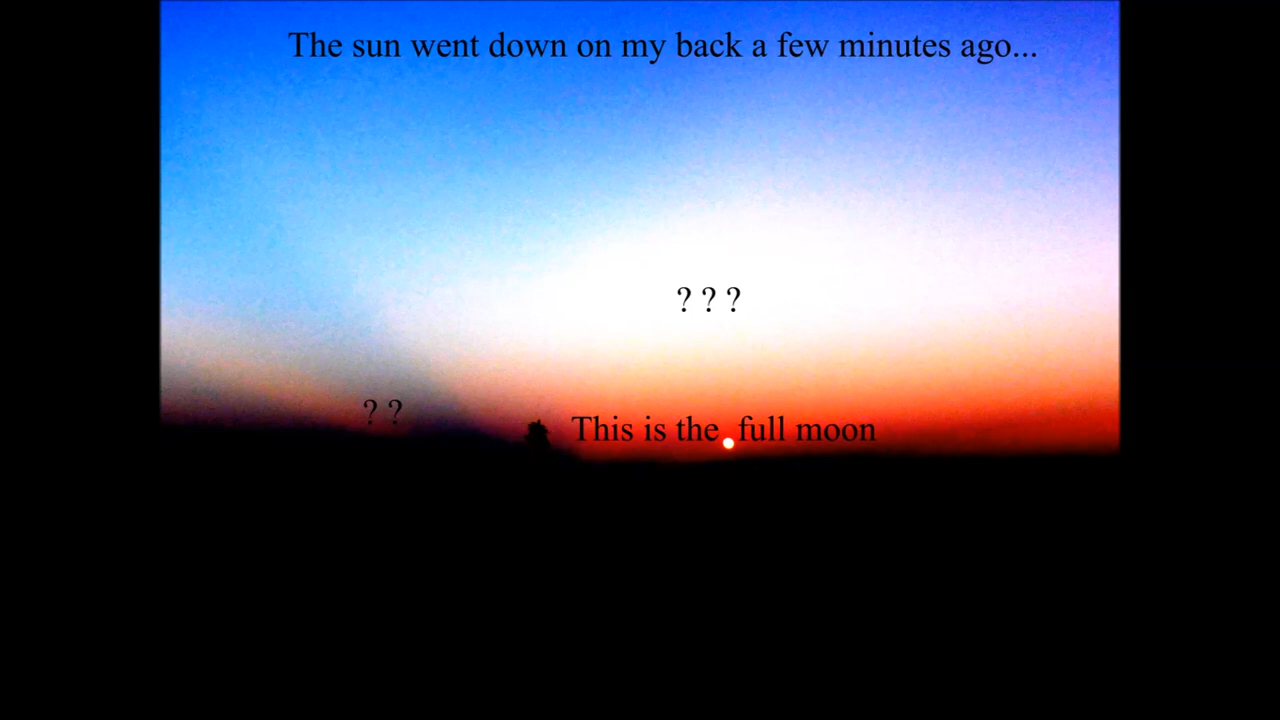 The sun went down on my back a few minutes ago...
? ? ?
? ?
This is the full moon